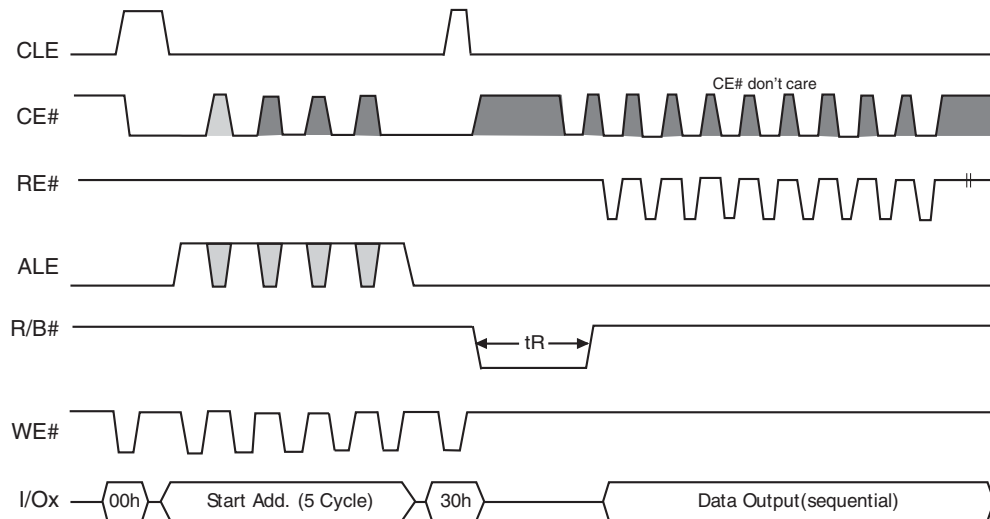 CLE
CE# don't care
CE#
RE#
ALE
R/B#
tR
WE#
I/Ox 00h Start Add. (5 Cycle) 30h Data Output(sequential)